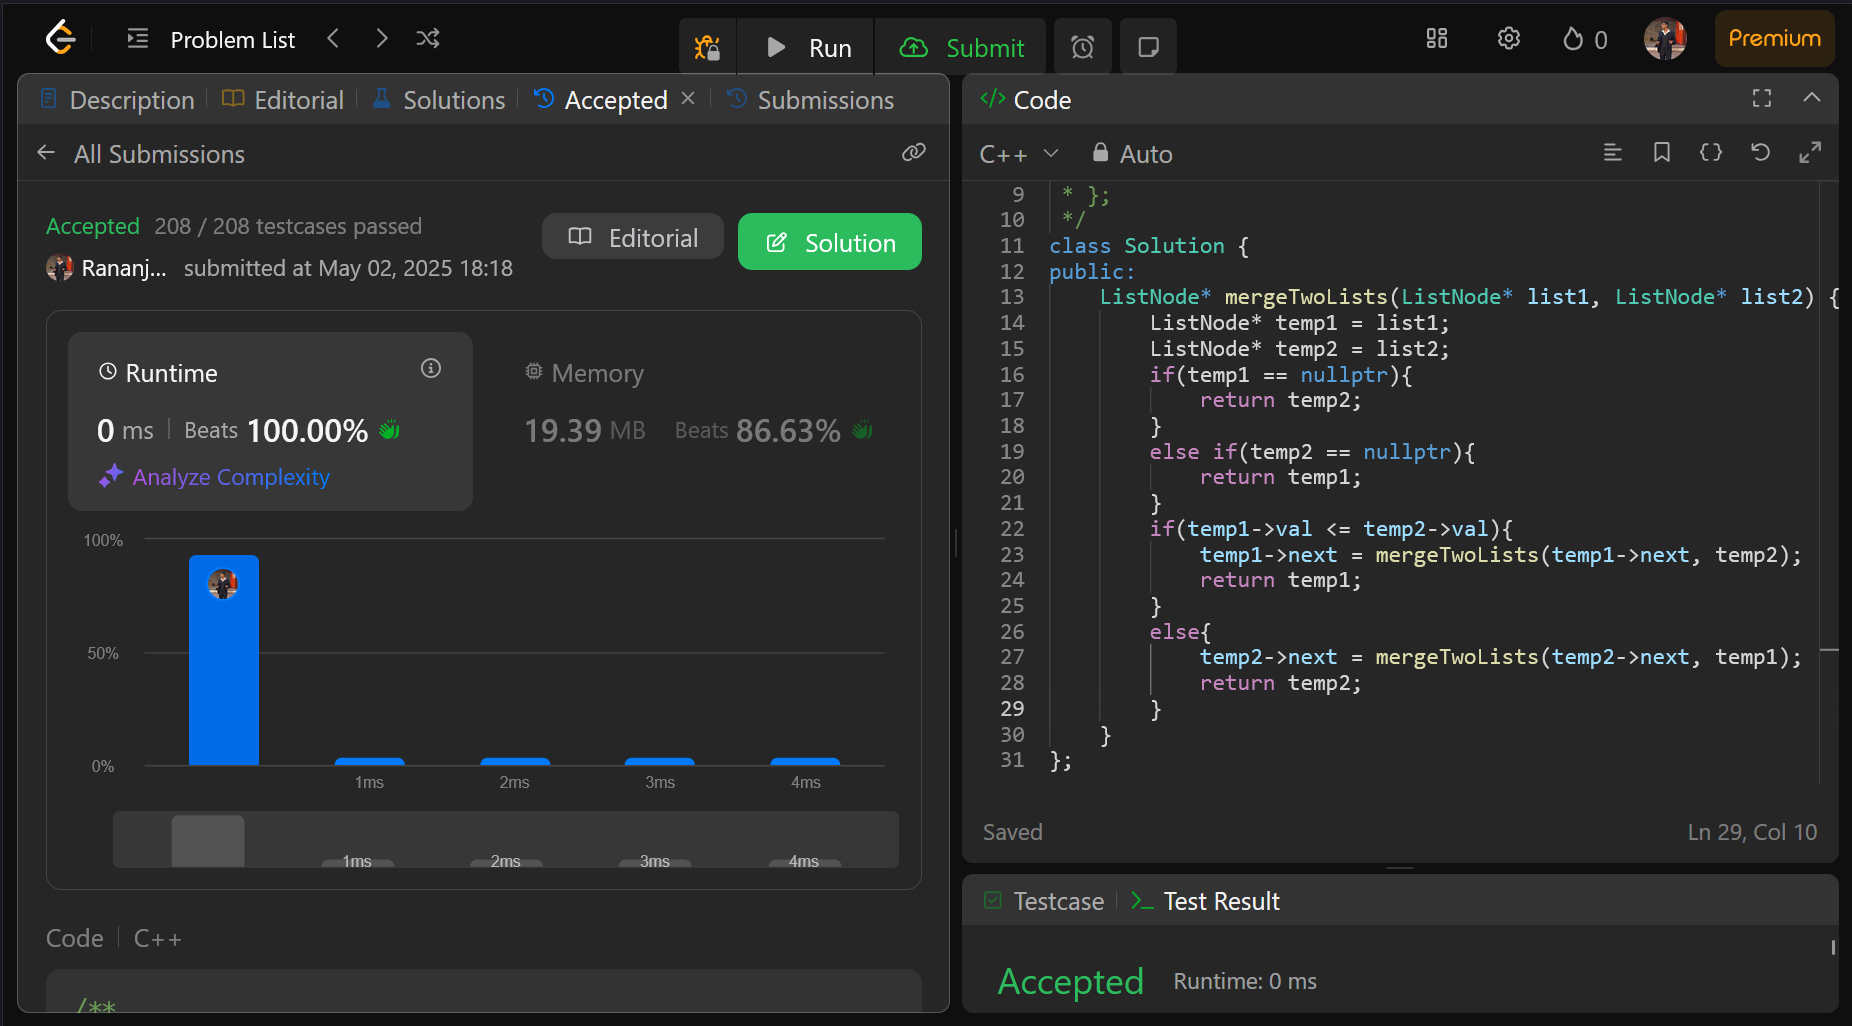 Problem List
Run
Submit
0
Premium
Description
Editorial
Solutions
Accepted
Submissions
All Submissions
Accepted 208 / 208 testcases passed
Rananj... submitted at May 02, 2025 18:18
Editorial
Solution
Runtime
0 ms Beats 100.00%
Analyze Complexity
Memory
19.39 MB Beats 86.63%
100%
50%
0%
1ms 2ms 3ms 4ms
1ms 2ms 3ms 4ms
Code C++
/**
</> Code
C++ Auto
9 * };
10 */
11 class Solution {
12 public:
13 ListNode* mergeTwoLists(ListNode* list1, ListNode* list2) {
14 ListNode* temp1 = list1;
15 ListNode* temp2 = list2;
16 if(temp1 == nullptr){
17 return temp2;
18 }
19 else if(temp2 == nullptr){
20 return temp1;
21 }
22 if(temp1->val <= temp2->val){
23 temp1->next = mergeTwoLists(temp1->next, temp2);
24 return temp1;
25 }
26 else{
27 temp2->next = mergeTwoLists(temp2->next, temp1);
28 return temp2;
29 }
30 }
31 };
Saved
Ln 29, Col 10
Testcase
Test Result
Accepted Runtime: 0 ms